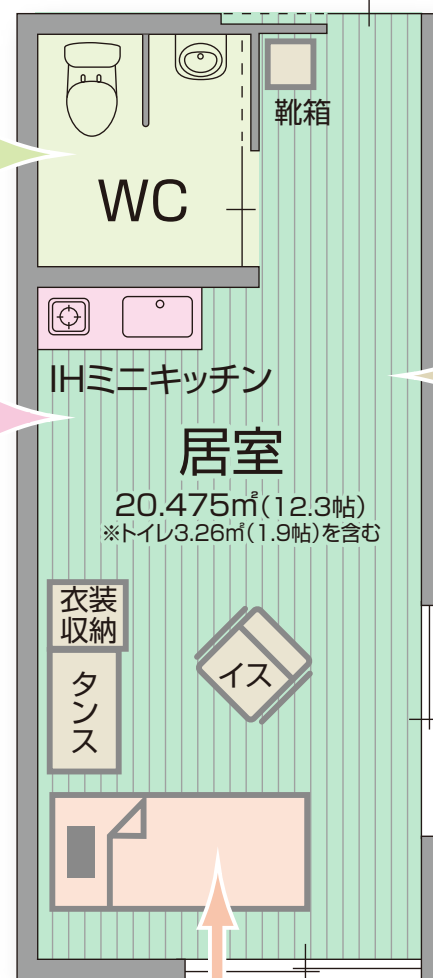 靴箱
WC
IHミニキッチン
居室
20.475㎡(12.3帖)
※トイレ3.26㎡(1.9帖)を含む
衣装
収納
イス
タンス